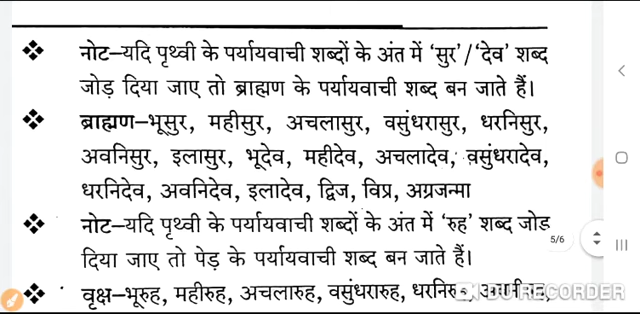 ❖ नोट–यदि पृथ्वी के पर्यायवाची शब्दों के अंत में ‘सुर’/‘देव’ शब्द
जोड़ दिया जाए तो ब्राह्मण के पर्यायवाची शब्द बन जाते हैं।
❖ ब्राह्मण–भूसुर, महीसुर, अचलासुर, वसुंधरासुर, धरनिसुर,
अवनिसुर, इलासुर, भूदेव, महीदेव, अचलादेव, वसुंधरादेव,
धरनिदेव, अवनिदेव, इलादेव, द्विज, विप्र, अग्रजन्मा
❖ नोट–यदि पृथ्वी के पर्यायवाची शब्दों के अंत में ‘रुह’ शब्द जोड़
दिया जाए तो पेड़ के पर्यायवाची शब्द बन जाते हैं।
5/6
❖ वृक्ष–भूरुह, महीरुह, अचलारुह, वसुंधरारुह, धरनिरुह,
DU RECORDER